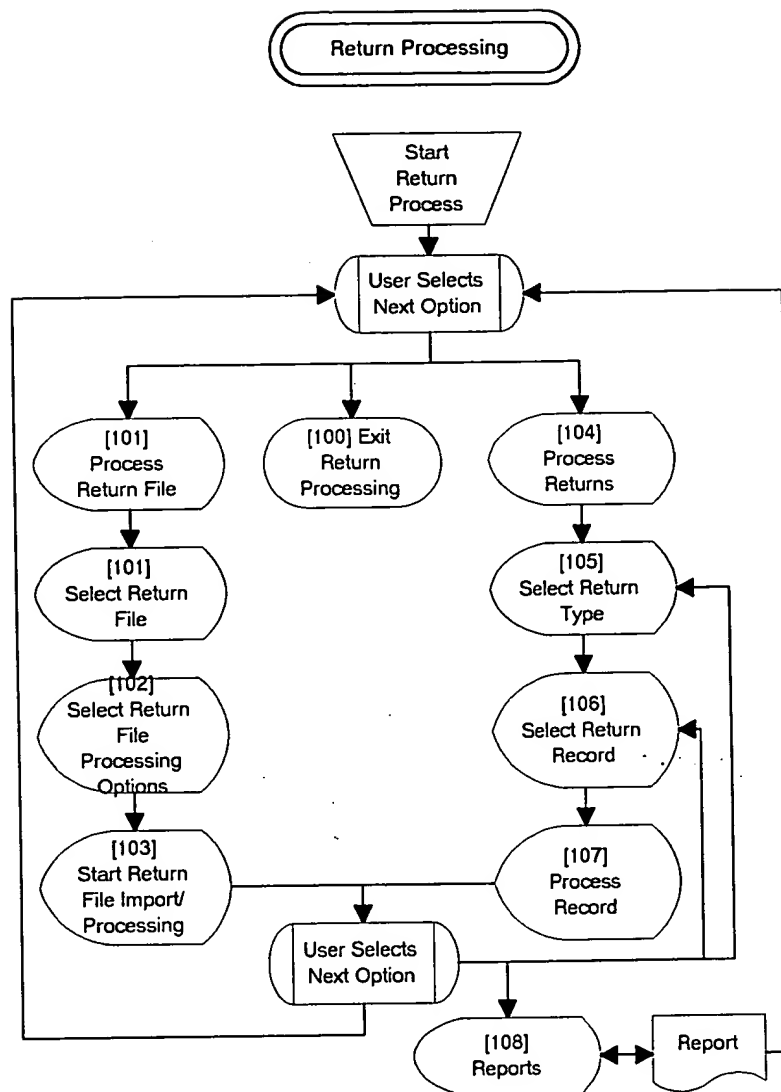 Return Processing
Start
Return
Process
User Selects
Next Option
[101]
Process
Return File
[100] Exit
Return
Processing
[104]
Process
Returns
[101]
Select Return
File
[105]
Select Return
Type
[102]
Select Return
File
Processing
Options
[106]
Select Return
Record
[103]
Start Return
File Import/
Processing
[107]
Process
Record
User Selects
Next Option
[108]
Reports
Report